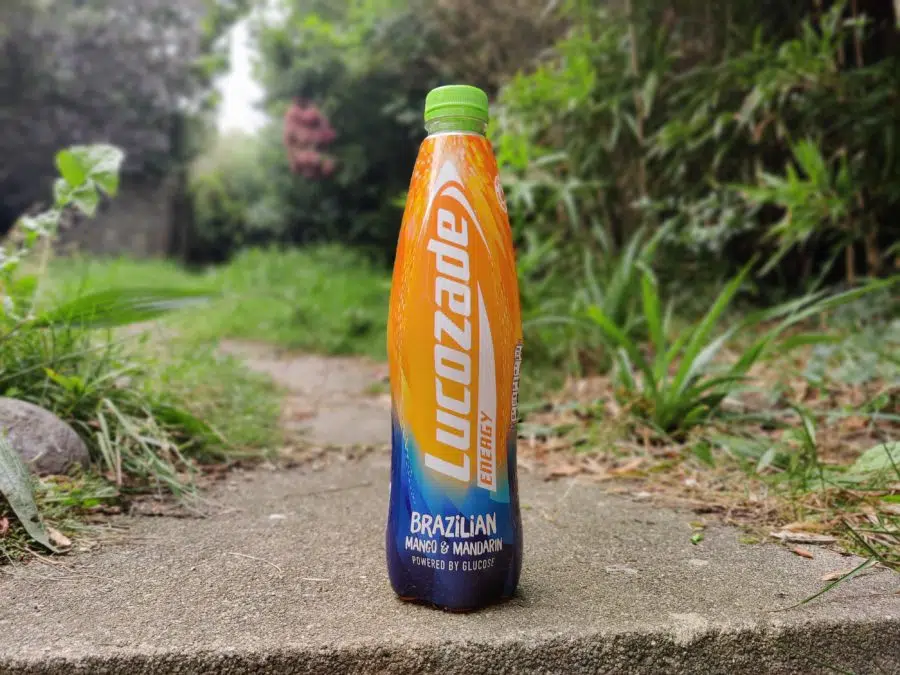 Lucozade
ENERGY
BRAZILIAN
MANGO & MANDARIN
POWERED BY GLUCOSE